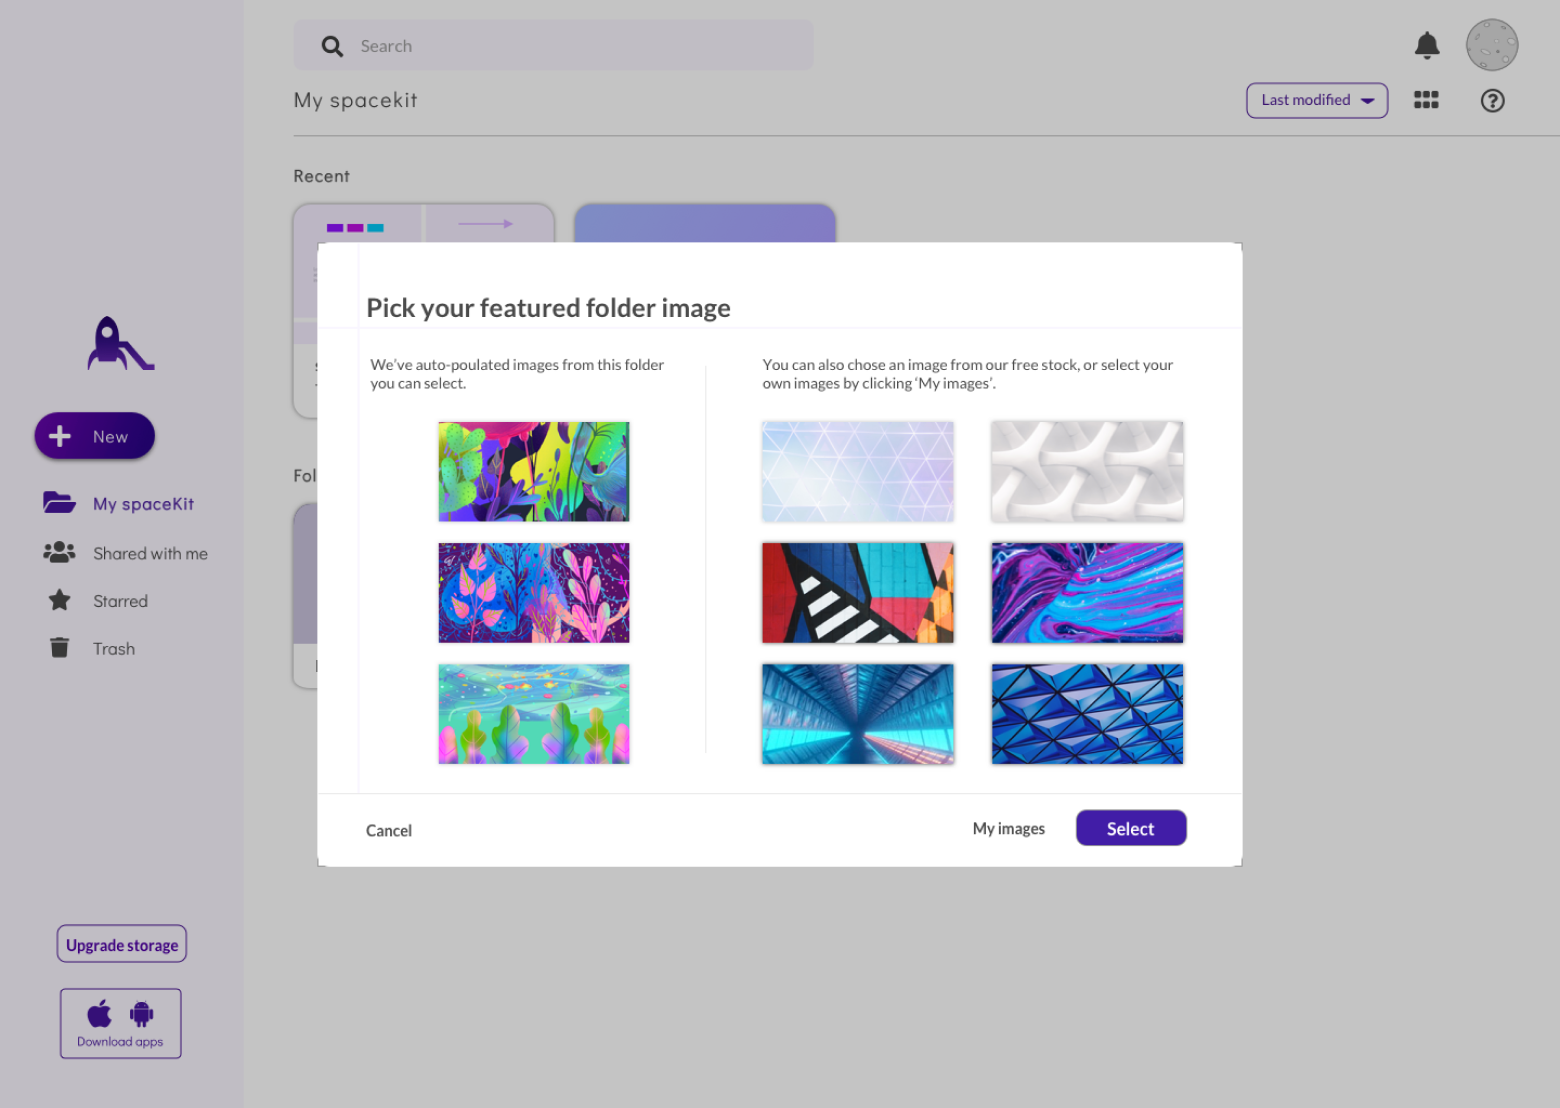 Search
My spacekit
Last modified
Recent
Pick your featured folder image
We've auto-poulated images from this folder
you can select.
You can also chose an image from our free stock, or select your
own images by clicking ‘My images’.
New
Fol
My spaceKit
Shared with me
Starred
Trash
Cancel
My images
Select
Upgrade storage
Download apps